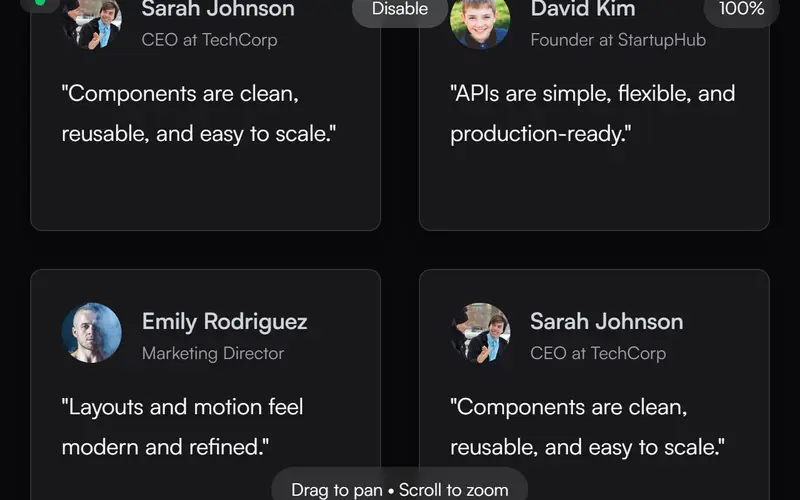 Sarah Johnson
CEO at TechCorp
"Components are clean,
reusable, and easy to scale."
Disable
David Kim
Founder at StartupHub
100%
"APIs are simple, flexible, and
production-ready."
Emily Rodriguez
Marketing Director
"Layouts and motion feel
modern and refined."
Sarah Johnson
CEO at TechCorp
"Components are clean,
reusable, and easy to scale."
Drag to pan • Scroll to zoom